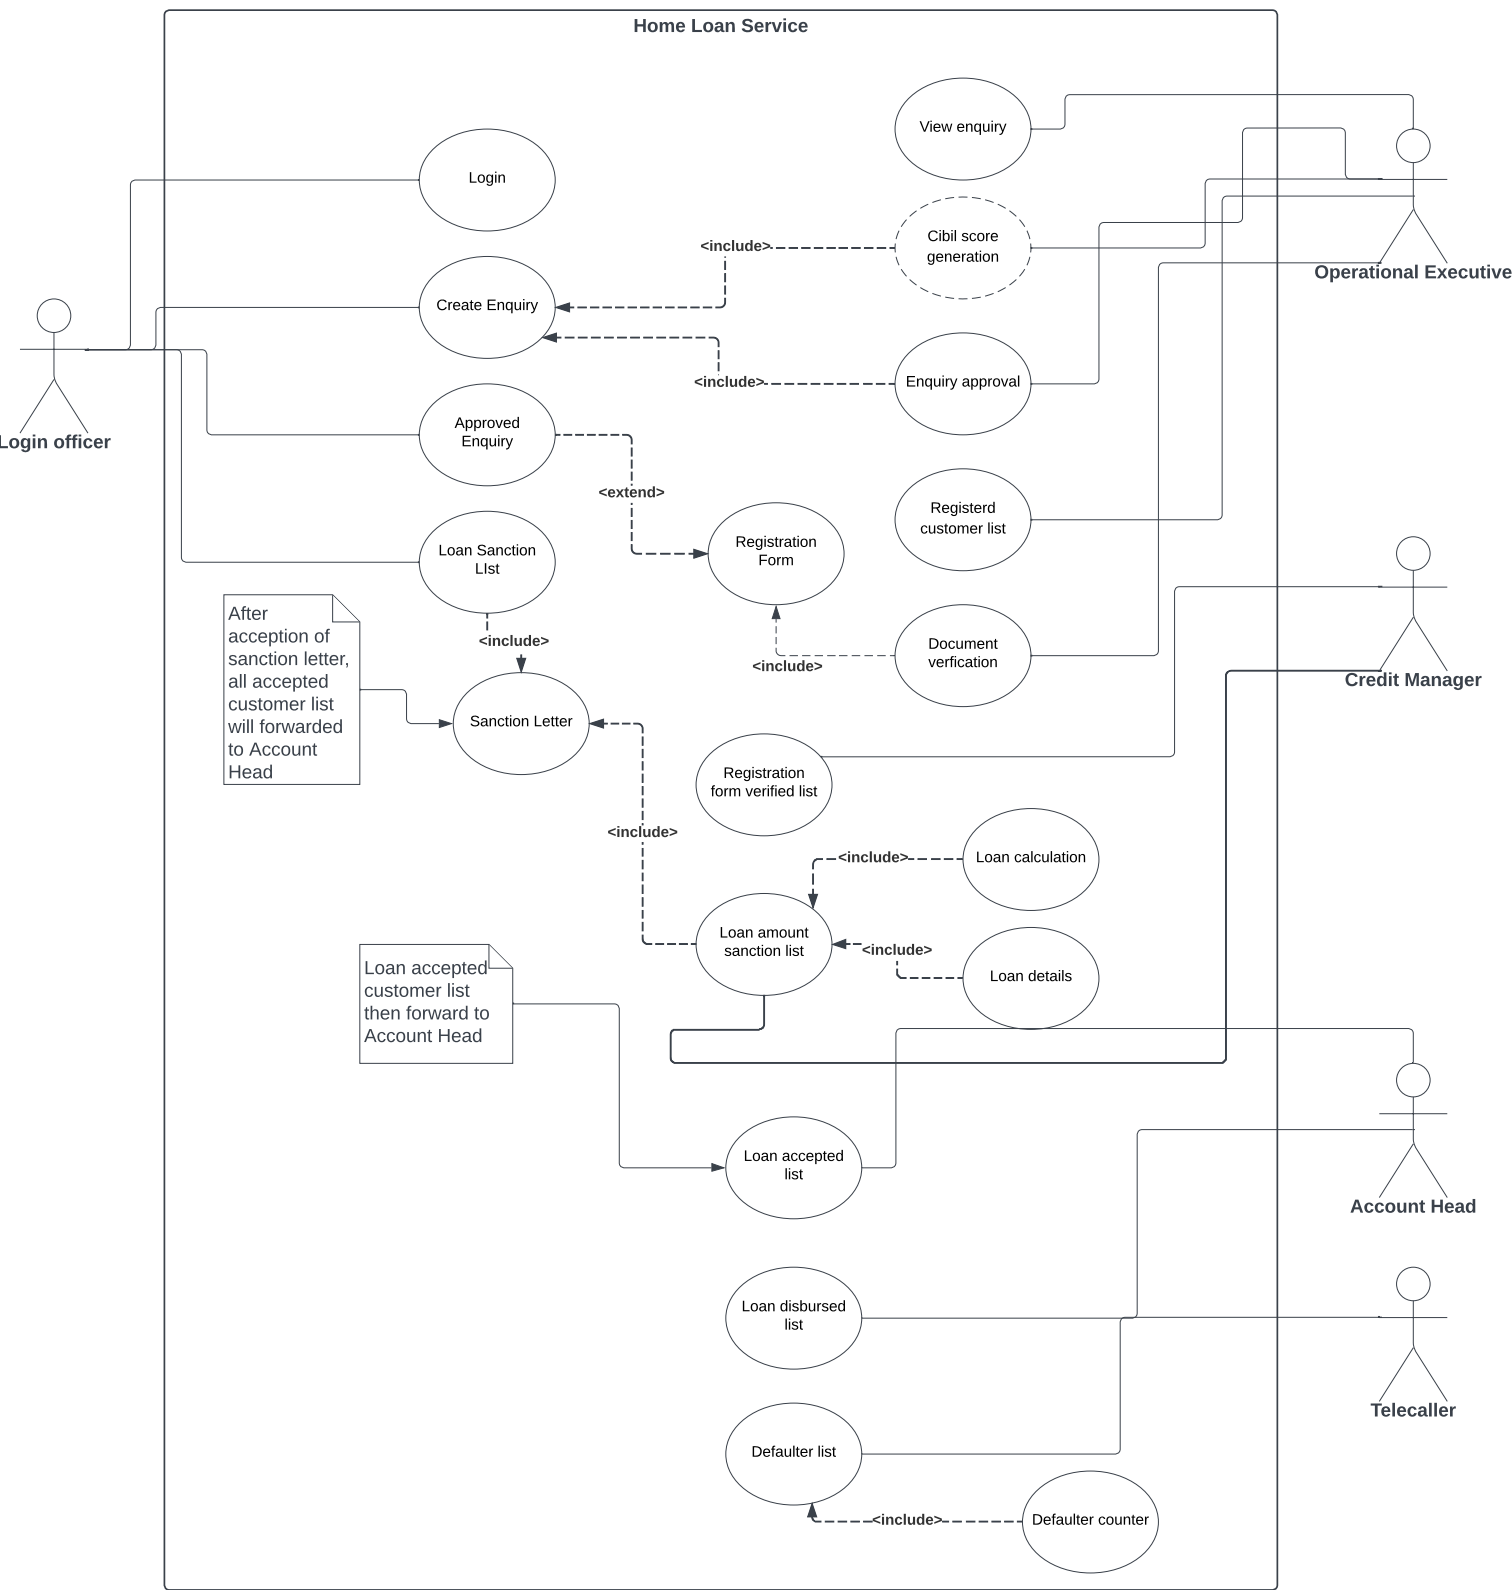 Home Loan Service
View enquiry
Login
Cibil score
generation
<include>
Operational Executive
Create Enquiry
<include>
Enquiry approval
Login officer
Approved
Enquiry
<extend>
Registerd
customer list
Registration
Form
Loan Sanction
LIst
After
acception of
sanction letter,
all accepted
customer list
will forwarded
to Account
Head
<include>
Document
verfication
<include>
Credit Manager
Sanction Letter
Registration
form verified list
<include>
<include>
Loan calculation
Loan amount
sanction list
<include>
Loan details
Loan accepted
customer list
then forward to
Account Head
Loan accepted
list
Account Head
Loan disbursed
list
Telecaller
Defaulter list
<include>
Defaulter counter